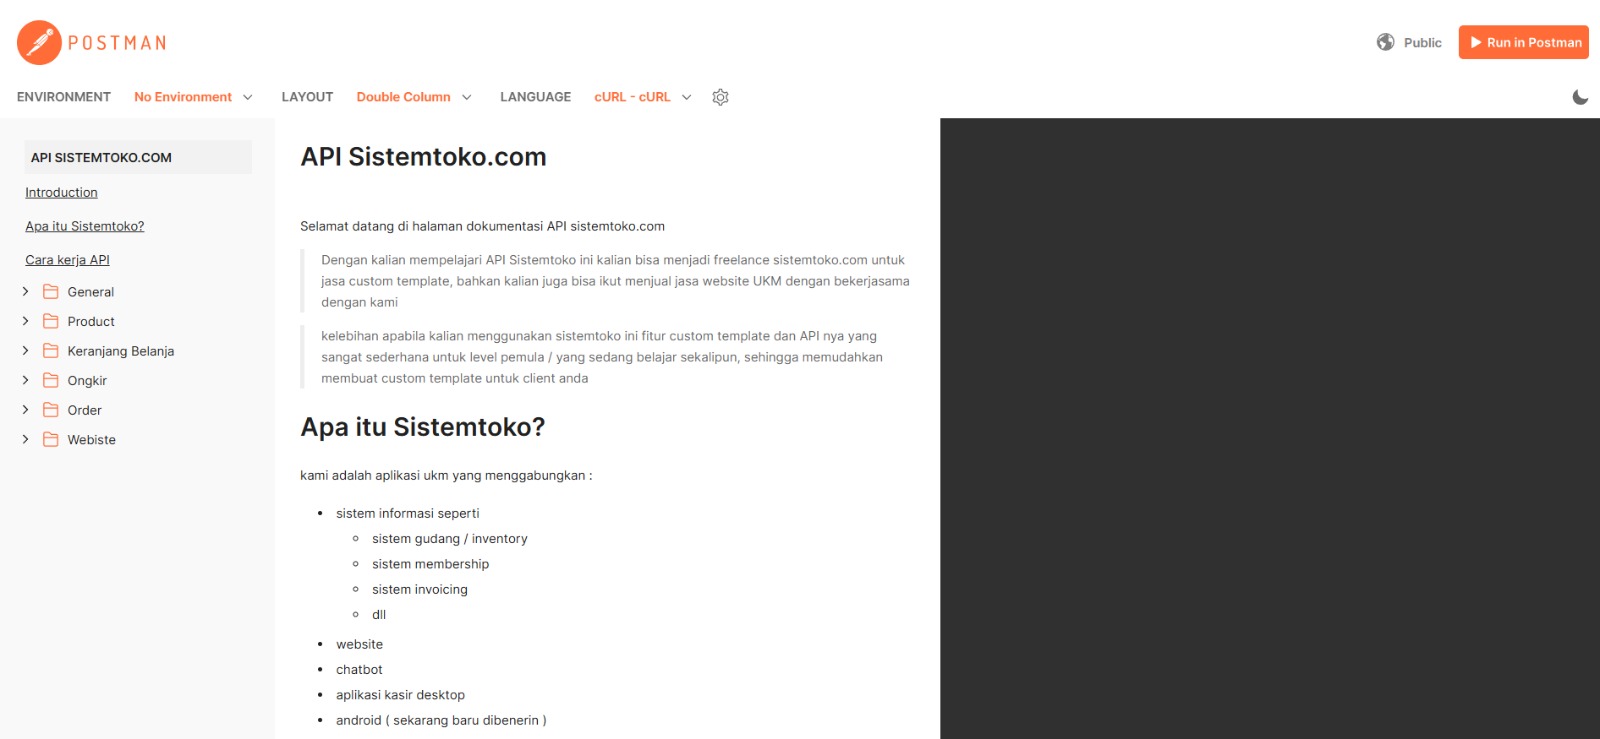 POSTMAN
Public
Run in Postman
ENVIRONMENT No Environment LAYOUT Double Column LANGUAGE cURL - cURL
API SISTEMTOKO.COM
Introduction
Apa itu Sistemtoko?
Cara kerja API
General
Product
Keranjang Belanja
Ongkir
Order
Webiste
API Sistemtoko.com
Selamat datang di halaman dokumentasi API sistemtoko.com
Dengan kalian mempelajari API Sistemtoko ini kalian bisa menjadi freelance sistemtoko.com untuk
jasa custom template, bahkan kalian juga bisa ikut menjual jasa website UKM dengan bekerjasama
dengan kami
kelebihan apabila kalian menggunakan sistemtoko ini fitur custom template dan API nya yang
sangat sederhana untuk level pemula / yang sedang belajar sekalipun, sehingga memudahkan
membuat custom template untuk client anda
Apa itu Sistemtoko?
kami adalah aplikasi ukm yang menggabungkan :
sistem informasi seperti
sistem gudang / inventory
sistem membership
sistem invoicing
dll
website
chatbot
aplikasi kasir desktop
android ( sekarang baru dibenerin )